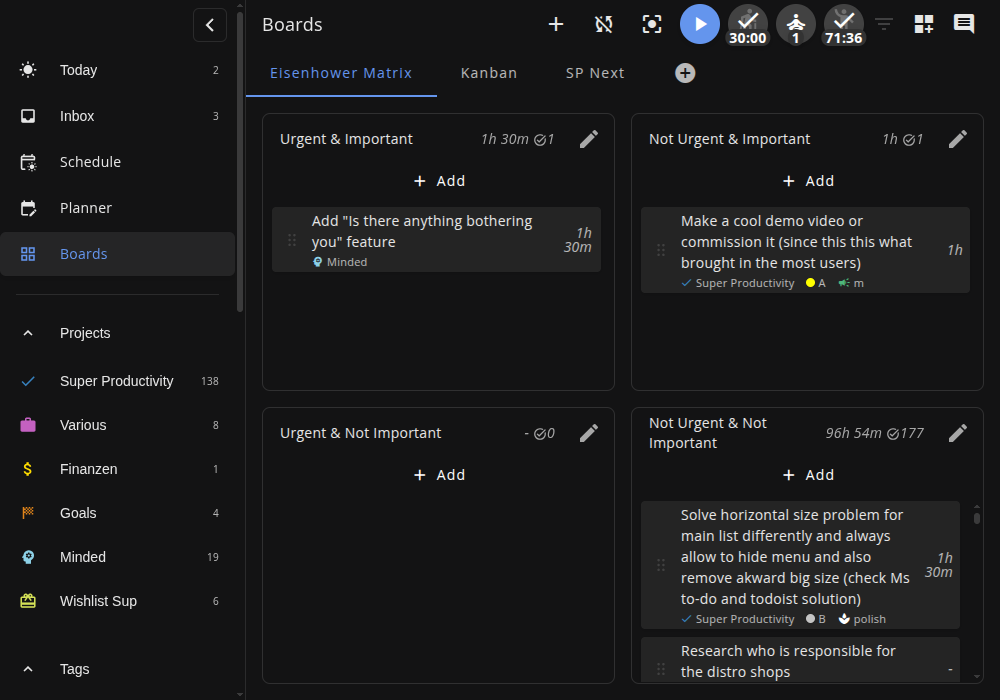 Today 2
Inbox 3
Schedule
Planner
Boards
Projects
Super Productivity 138
Various 8
Finanzen 1
Goals 4
Minded 19
Wishlist Sup 6
Tags
Boards
30:00
1
71:36
Eisenhower Matrix
Kanban
SP Next
Urgent & Important
1h 30m 1
Add
Add "Is there anything bothering
you" feature
1h
30m
Minded
Not Urgent & Important
1h 1
Add
Make a cool demo video or
commission it (since this this what
brought in the most users)
1h
Super Productivity A m
Urgent & Not Important
- 0
Add
Not Urgent & Not
Important
96h 54m 177
Add
Solve horizontal size problem for
main list differently and always
allow to hide menu and also
remove akward big size (check Ms
to-do and todoist solution)
1h
30m
Super Productivity B polish
Research who is responsible for
the distro shops
-